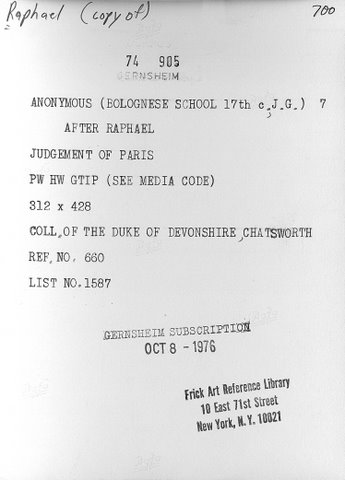 Raphael (copy of)
700
74 905
GERNSHEIM
ANONYMOUS (BOLOGNESE SCHOOL 17th c,J.G.) 7
AFTER RAPHAEL
JUDGEMENT OF PARIS
PW HW GTIP (SEE MEDIA CODE)
312 x 428
COLL, OF THE DUKE OF DEVONSHIRE, CHATSWORTH
REF, NO. 660
LIST NO.1587
GERNSHEIM SUBSCRIPTION
OCT 8 - 1976
Frick Art Reference Library
10 East 71st Street
New York, N.Y. 10021